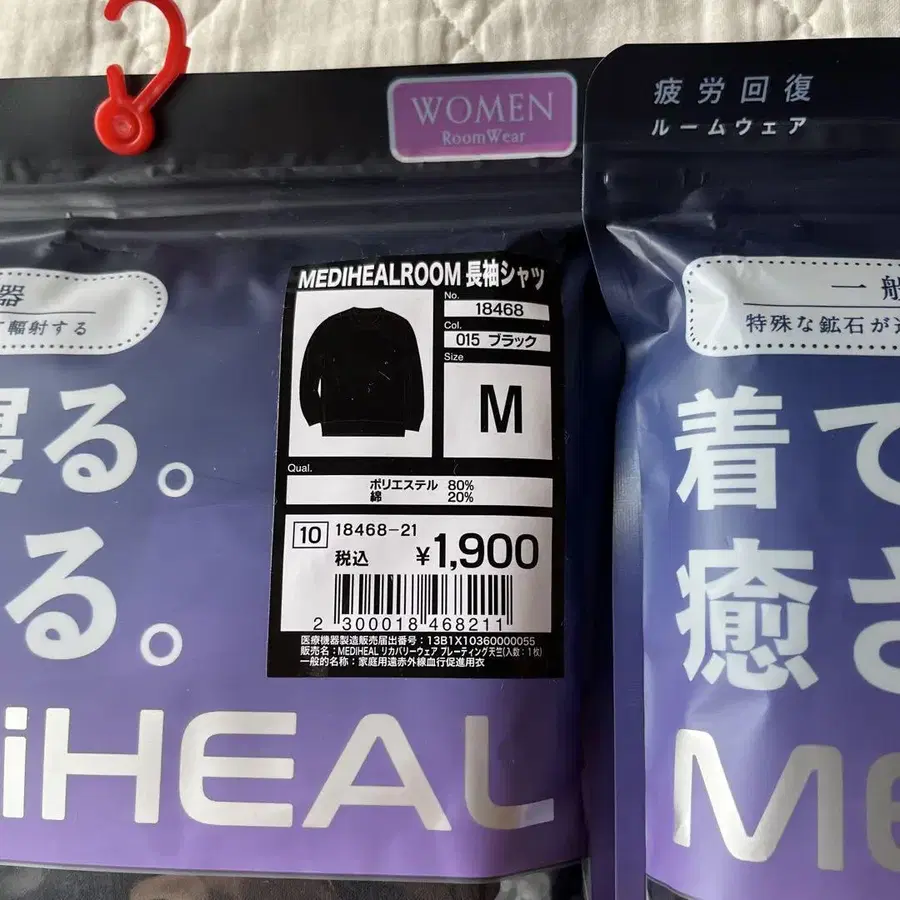 WOMEN
RoomWear
疲労回復
ルームウェア
器
輻射する
一般
特殊な鉱石が
寝る。
る。
MEDIHEALROOM 長袖シャツ
No.
18468
Col.
015 ブラック
Size
M
Qual.
ポリエステル 80%
綿 20%
10 18468-21
税込 ¥1,900
2 300018 468211
医療機器製造販売届出番号:13B1X10360000055
販売名:MEDIHEAL リカバリーウェア プレーティング天竺(入数:1枚)
一般的名称:家庭用遠赤外線血行促進用衣
iHEAL
着て
癒さ
Me